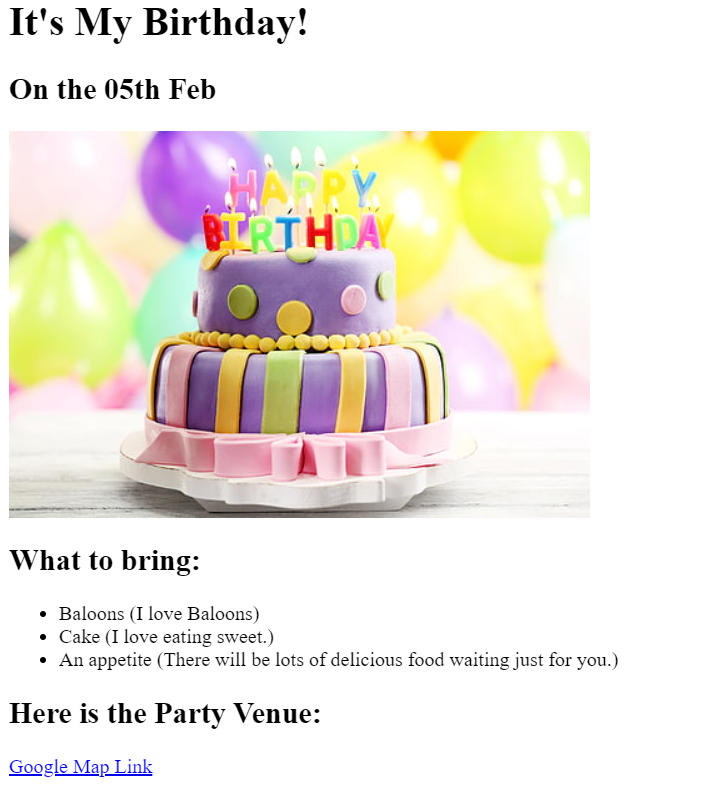 It's My Birthday!
On the 05th Feb
HAPPY
BIRTHDAY
What to bring:
Baloons (I love Baloons)
Cake (I love eating sweet.)
An appetite (There will be lots of delicious food waiting just for you.)
Here is the Party Venue:
Google Map Link